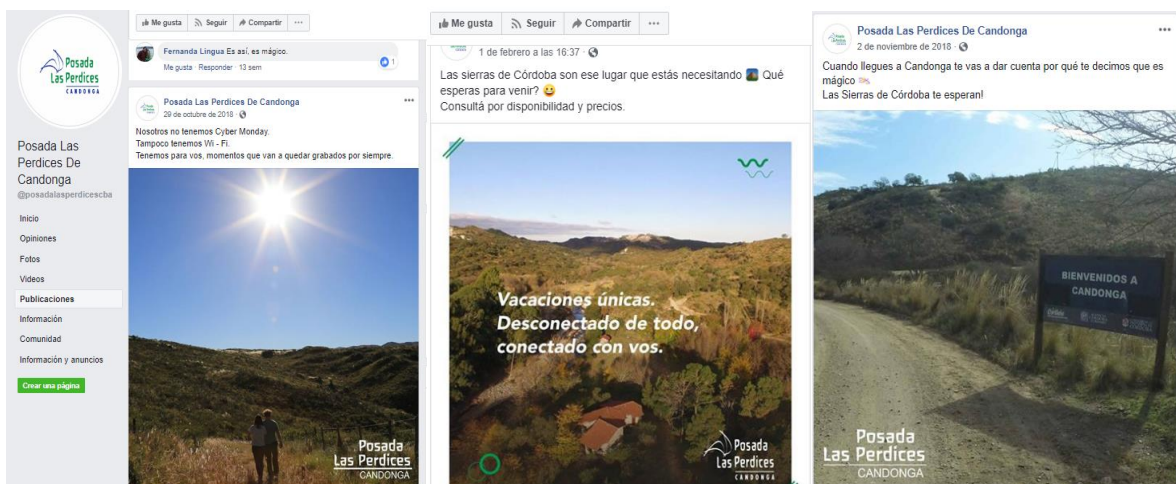 Posada
Las Perdices
CANDONGA
Posada Las
Perdices De
Candonga
@posadalasperdicescba
Inicio
Opiniones
Fotos
Videos
Publicaciones
Información
Comunidad
Información y anuncios
Crear una página
Me gusta Seguir Compartir ...
Fernanda Lingua Es así, es mágico.
Me gusta · Responder · 13 sem
1
Posada Las Perdices De Candonga
29 de octubre de 2018 ·
Nosotros no tenemos Cyber Monday.
Tampoco tenemos Wi - Fi.
Tenemos para vos, momentos que van a quedar grabados por siempre.
Posada
Las Perdices
CANDONGA
Me gusta Seguir Compartir ...
1 de febrero a las 16:37 ·
Las sierras de Córdoba son ese lugar que estás necesitando 🌄 Qué
esperas para venir? 😀
Consultá por disponibilidad y precios.
Vacaciones únicas.
Desconectado de todo,
conectado con vos.
Posada
Las Perdices
CANDONGA
Posada Las Perdices De Candonga
2 de noviembre de 2018 ·
Cuando llegues a Candonga te vas a dar cuenta por qué te decimos que es
mágico
Las Sierras de Córdoba te esperan!
BIENVENIDOS A
CANDONGA
Posada
Las Perdices
CANDONGA